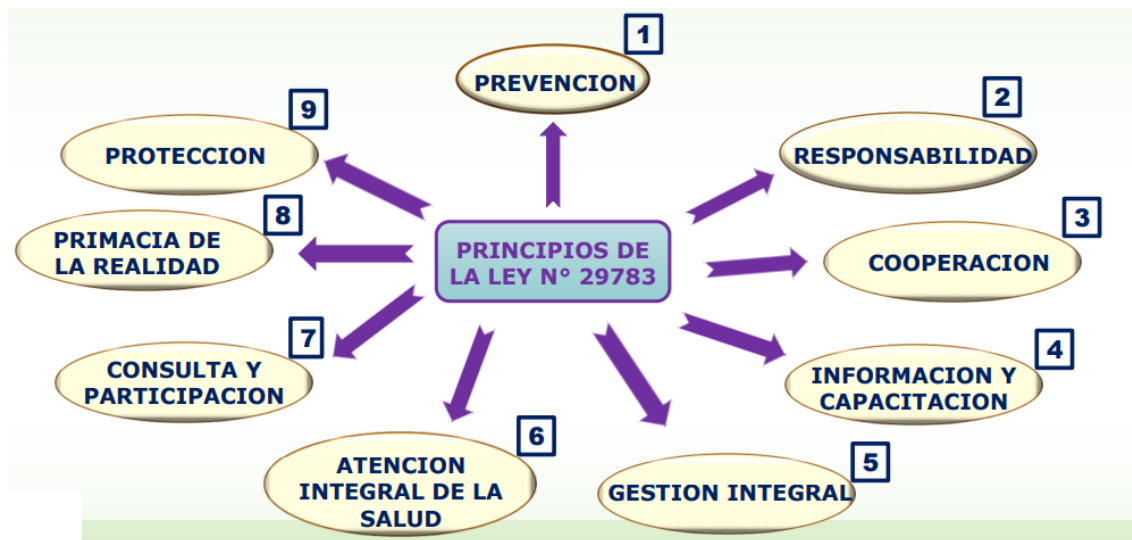 PRINCIPIOS DE
LA LEY N° 29783
1
PREVENCION
2
RESPONSABILIDAD
3
COOPERACION
4
INFORMACION Y
CAPACITACION
5
GESTION INTEGRAL
6
ATENCION
INTEGRAL DE LA
SALUD
7
CONSULTA Y
PARTICIPACION
8
PRIMACIA DE
LA REALIDAD
9
PROTECCION